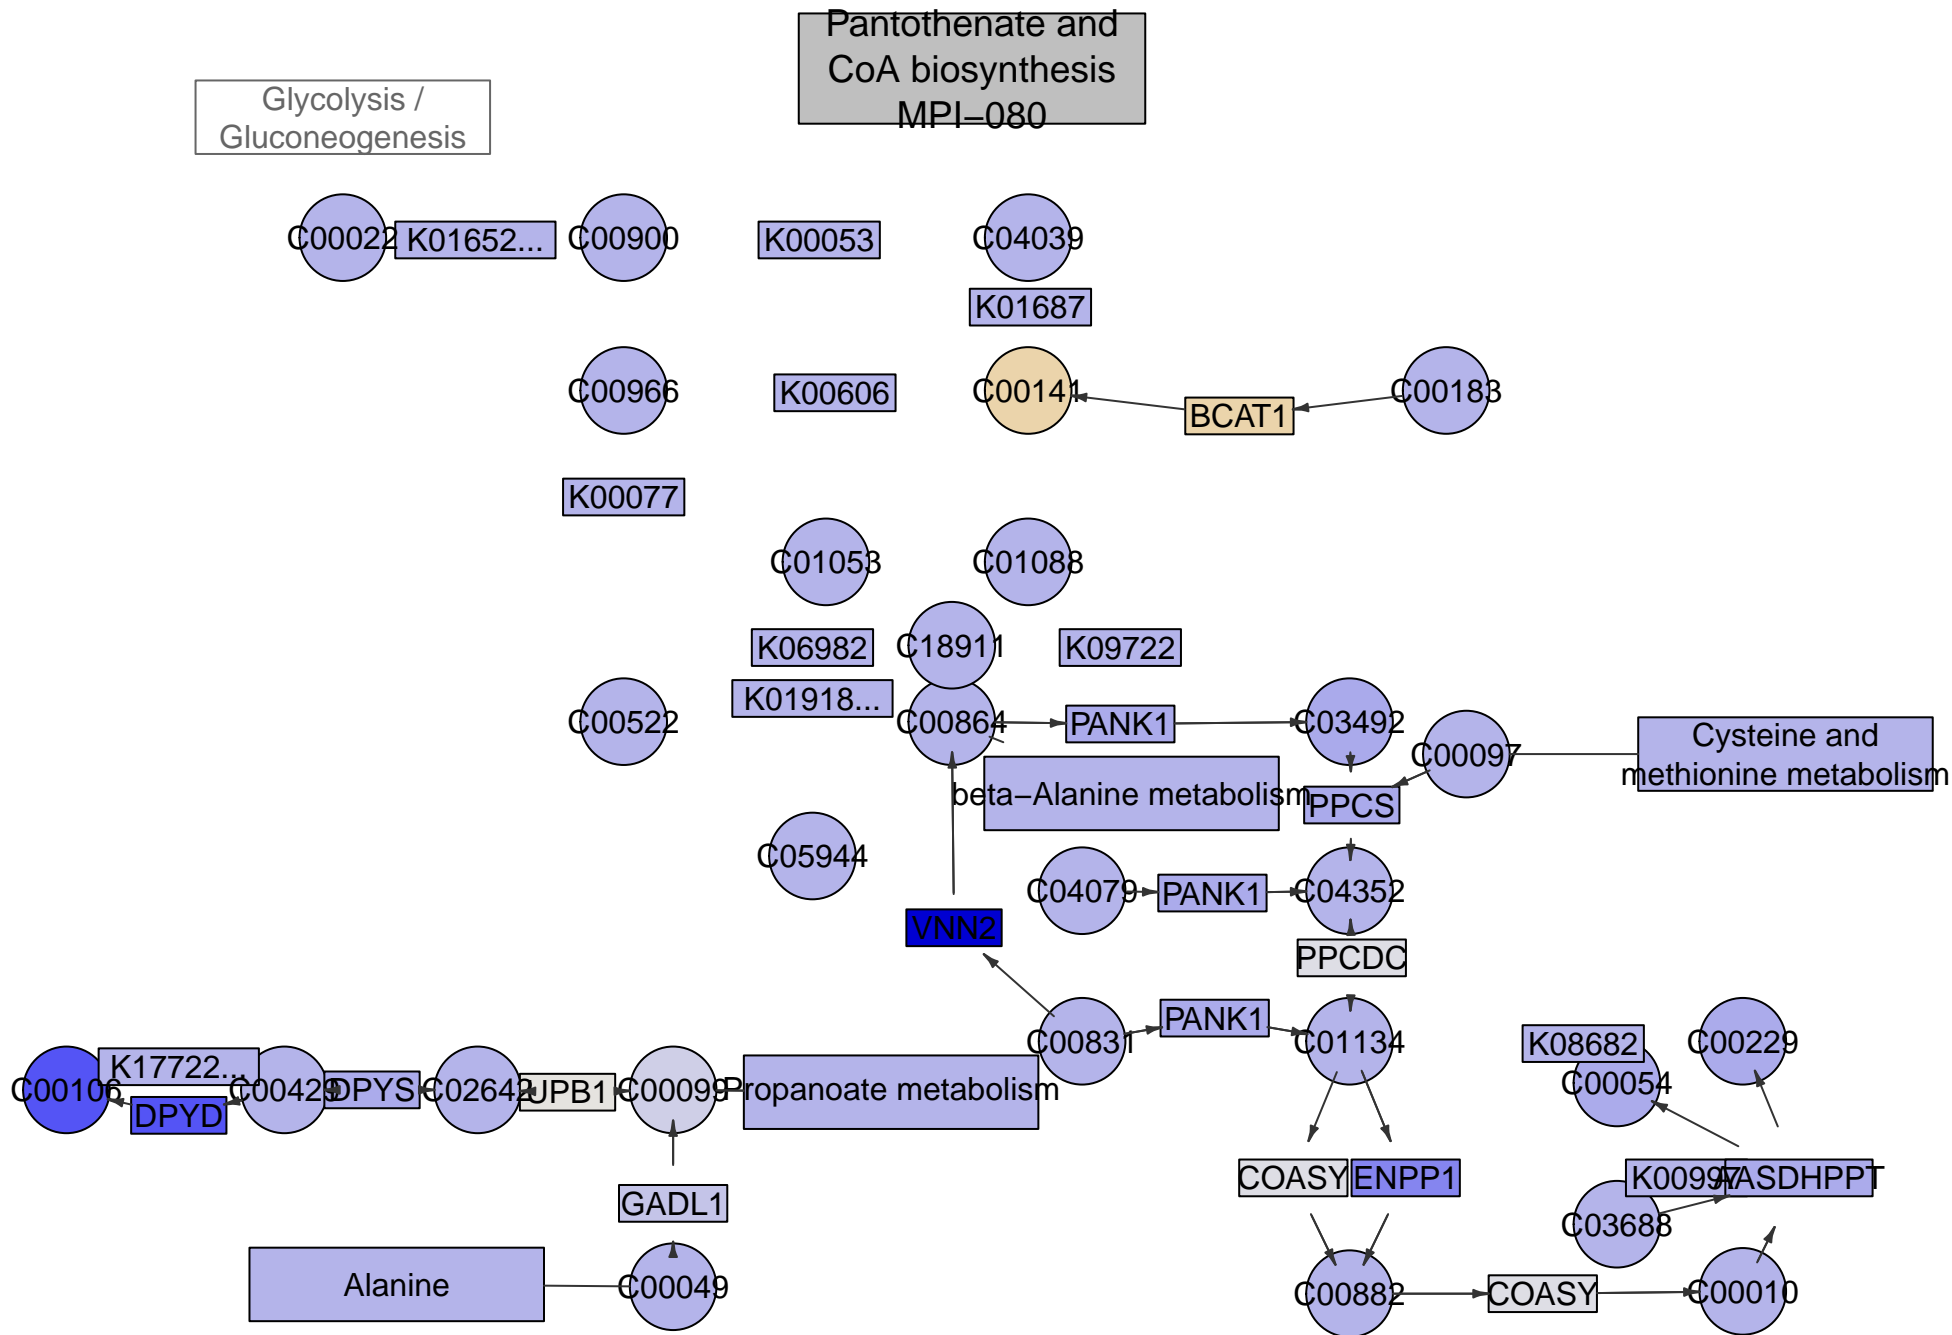 Pantothenate and
CoA biosynthesis
MPI−080
Glycolysis /
Gluconeogenesis
C00022
K01652...
C00900
K00053
C04039
K01687
C00966
K00606
C00141
BCAT1
C00183
K00077
C01053
C01088
K06982
C18911
K09722
K01918...
C00522
C00864
PANK1
C03492
C00097
Cysteine and
methionine metabolism
beta−Alanine metabolism
PPCS
C05944
C04079
PANK1
C04352
VNN2
PPCDC
C00831
PANK1
C01134
K08682
C00229
C00054
C00106
K17722...
DPYD
C00429
DPYS
C02642
UPB1
C00099
Propanoate metabolism
COASY
ENPP1
K00997
AASDHPPT
GADL1
C03688
Alanine
C00049
C00882
COASY
C00010